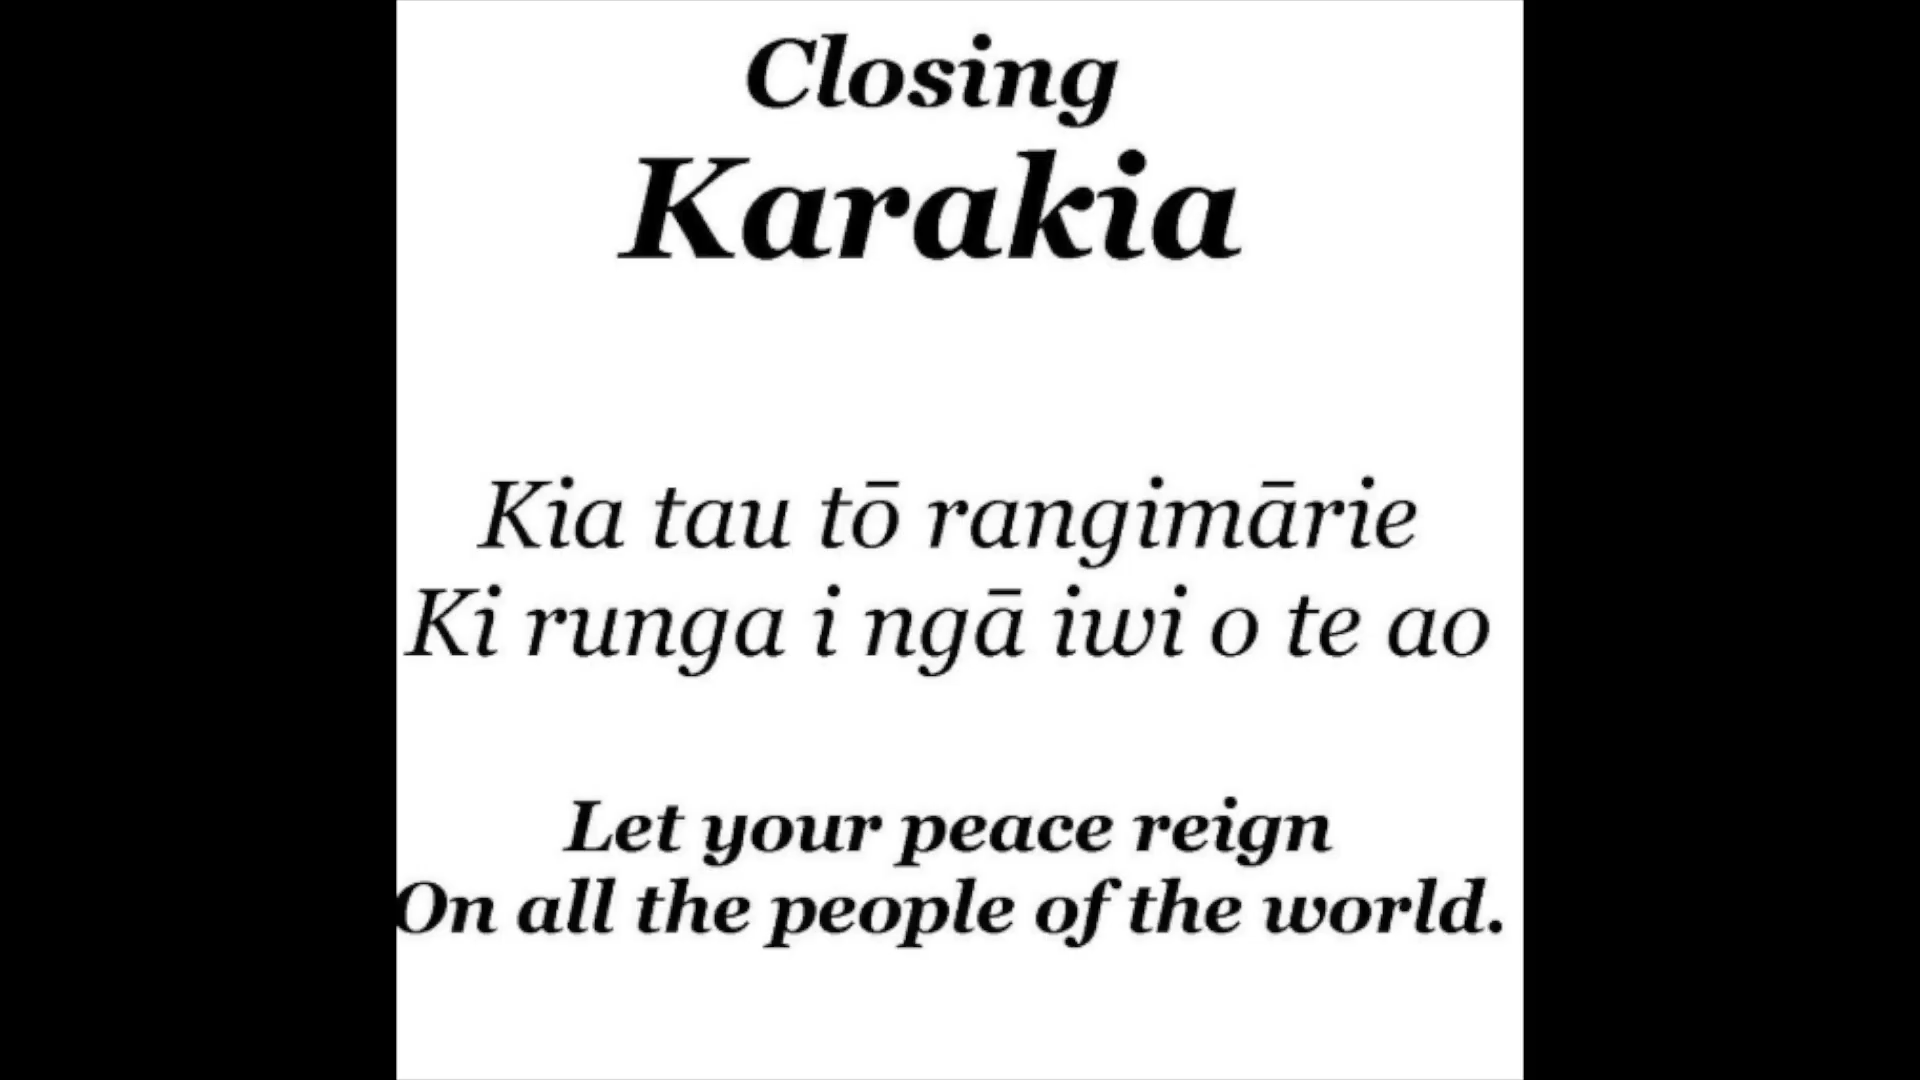 Closing
Karakia
Kia tau tō rangimārie
Ki runga i ngā iwi o te ao
Let your peace reign
On all the people of the world.